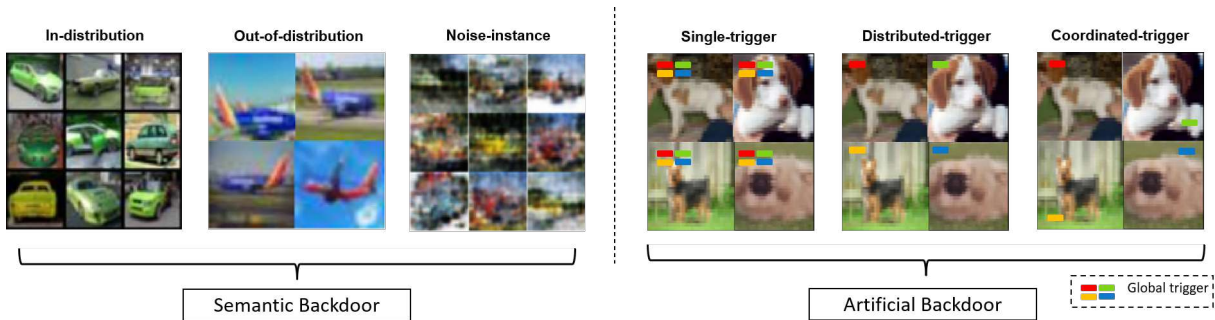 In-distribution
Out-of-distribution
Noise-instance
Single-trigger
Distributed-trigger
Coordinated-trigger
Semantic Backdoor
Artificial Backdoor
Global trigger